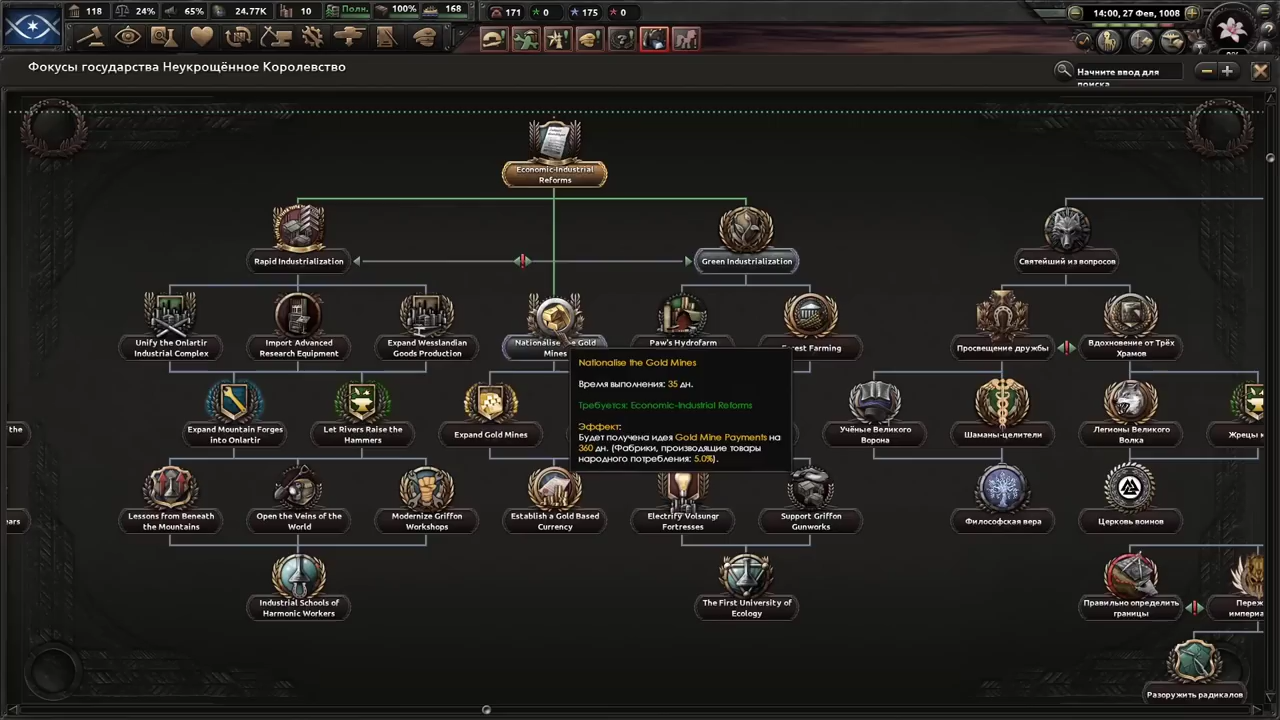 118 24% 65% 24.77K 10 Полн. 100% 168 171 0 175 0 14:00, 27 Фев, 1008
Фокусы государства Неукрощённое Королевство
Начните ввод для
поиска
Economic-Industrial
Reforms
Rapid Industrialization
Green Industrialization
Святейший из вопросов
Unify the Onlartir
Industrial Complex
Import Advanced
Research Equipment
Expand Wesslandian
Goods Production
Nationalise the Gold
Mines
Paw's Hydrofarm
Forest Farming
Просвещение дружбы
Вдохновение от Трёх
Храмов
Nationalise the Gold Mines
Время выполнения: 35 дн.
Требуется: Economic-Industrial Reforms
Эффект:
Будет получена идея Gold Mine Payments на
360 дн. (Фабрики, производящие товары
народного потребления: 5.0%).
the
Expand Mountain Forges
into Onlartir
Let Rivers Raise the
Hammers
Expand Gold Mines
Учёные Великого
Ворона
Шаманы-целители
Легионы Великого
Волка
Жрецы
ears
Lessons from Beneath
the Mountains
Open the Veins of the
World
Modernize Griffon
Workshops
Establish a Gold Based
Currency
Electrify Volsungr
Fortresses
Support Griffon
Gunworks
Философская вера
Церковь воинов
Industrial Schools of
Harmonic Workers
The First University of
Ecology
Правильно определить
границы
Переж
империа
Разоружить радикалов